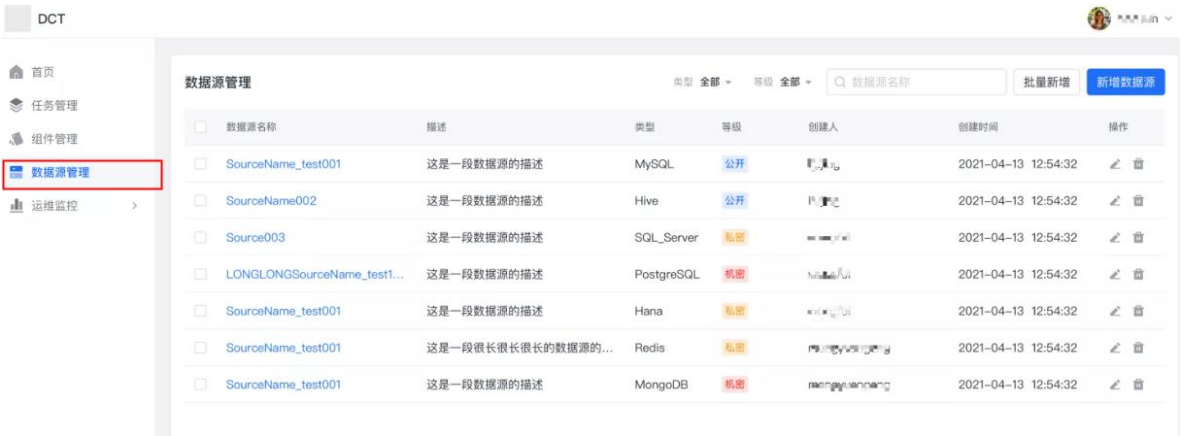 DCT
首页
任务管理
组件管理
数据源管理
运维监控
数据源管理 类型 全部 等级 全部 数据源名称 批量新增 新增数据源
数据源名称 描述 类型 等级 创建人 创建时间 操作
SourceName_test001 这是一段数据源的描述 MySQL 公开 2021-04-13 12:54:32
SourceName002 这是一段数据源的描述 Hive 公开 2021-04-13 12:54:32
Source003 这是一段数据源的描述 SQL_Server 私密 2021-04-13 12:54:32
LONGLONGSourceName_test1... 这是一段数据源的描述 PostgreSQL 机密 2021-04-13 12:54:32
SourceName_test001 这是一段数据源的描述 Hana 私密 2021-04-13 12:54:32
SourceName_test001 这是一段很长很长很长的数据源的... Redis 私密 2021-04-13 12:54:32
SourceName_test001 这是一段数据源的描述 MongoDB 机密 2021-04-13 12:54:32